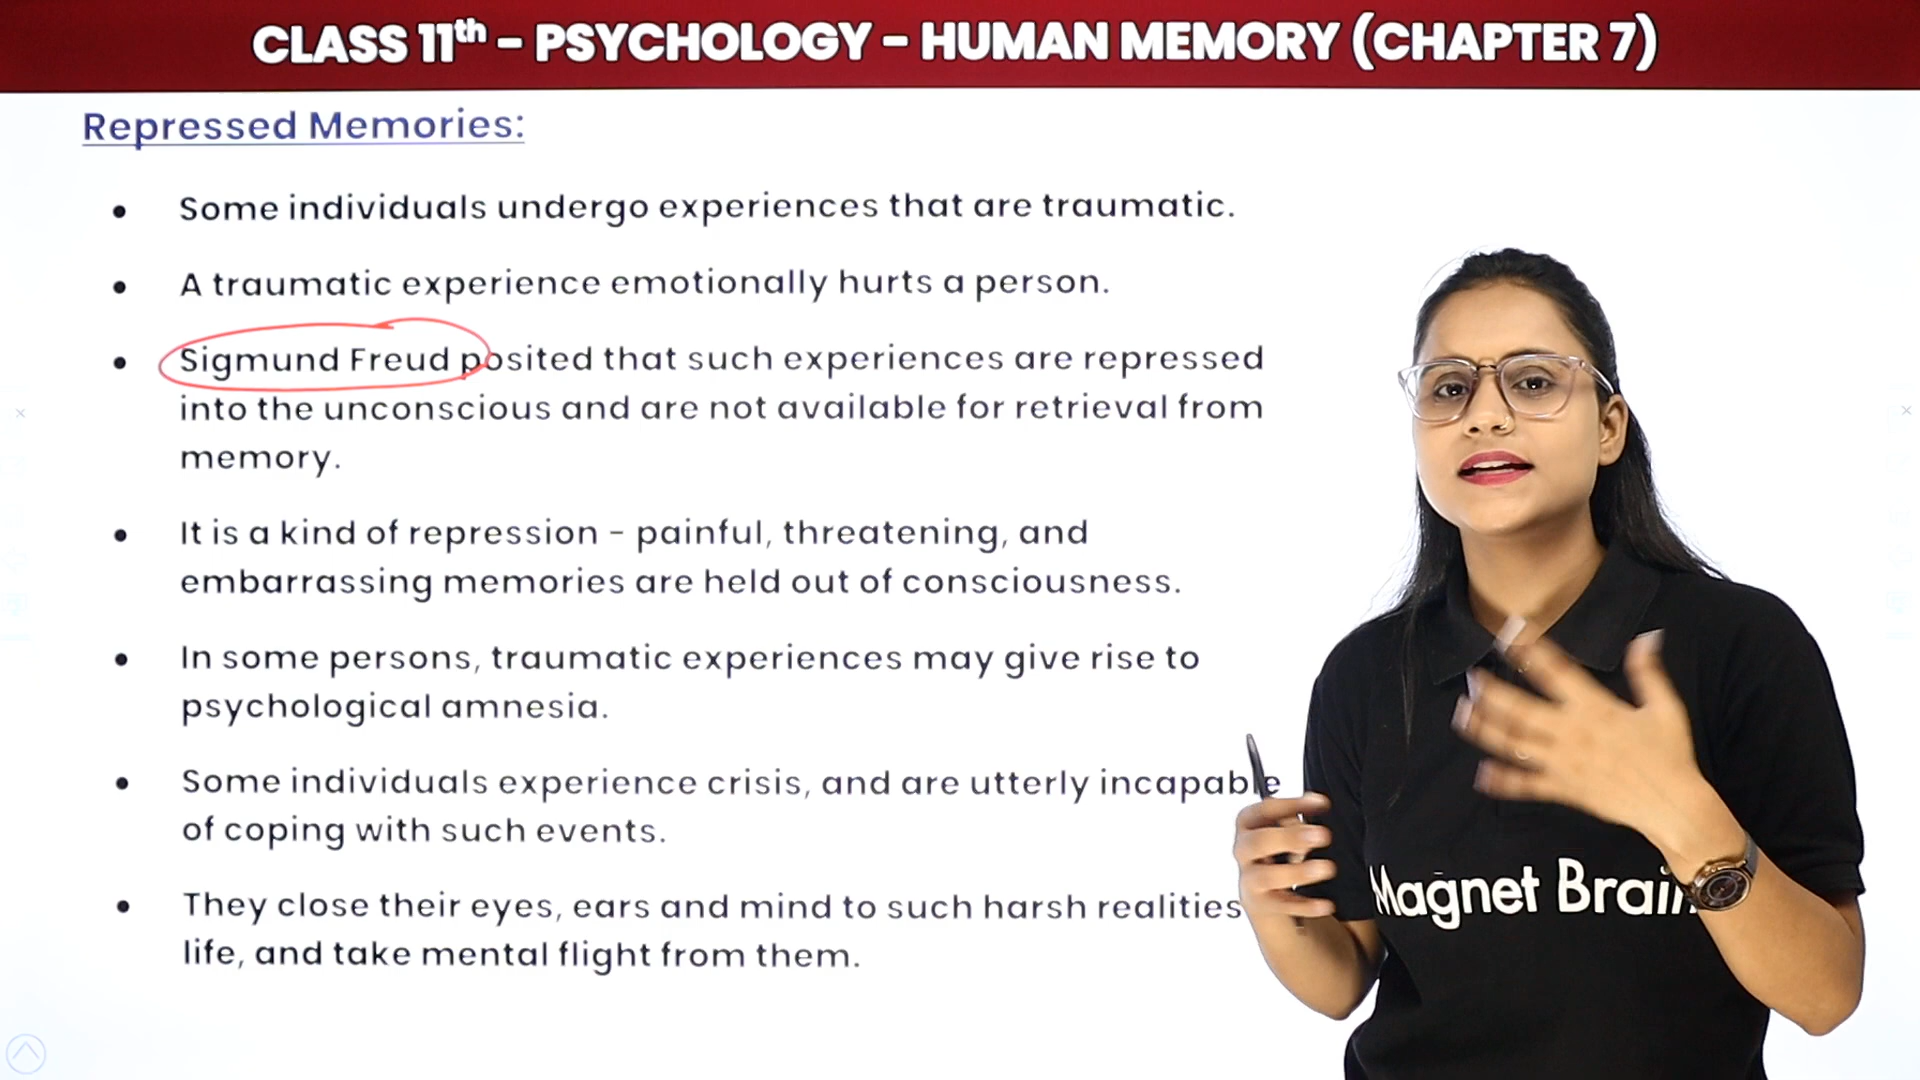 CLASS 11th – PSYCHOLOGY – HUMAN MEMORY (CHAPTER 7)
Repressed Memories:
• Some individuals undergo experiences that are traumatic.
• A traumatic experience emotionally hurts a person.
• Sigmund Freud posited that such experiences are repressed
into the unconscious and are not available for retrieval from
memory.
• It is a kind of repression – painful, threatening, and
embarrassing memories are held out of consciousness.
• In some persons, traumatic experiences may give rise to
psychological amnesia.
• Some individuals experience crisis, and are utterly incapable
of coping with such events.
• They close their eyes, ears and mind to such harsh realities
life, and take mental flight from them.
Magnet Brain